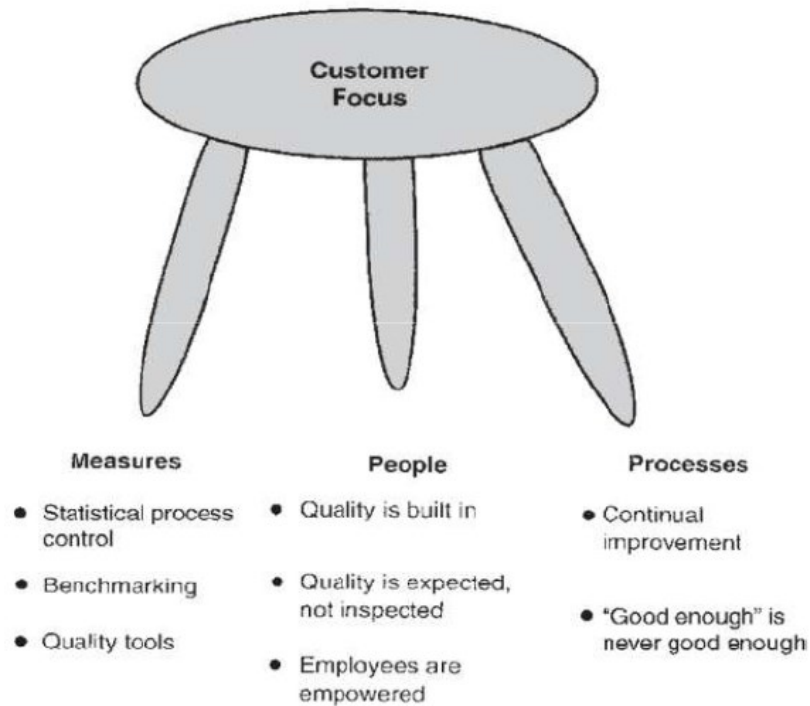 Customer
Focus
Measures
● Statistical process
control
● Benchmarking
● Quality tools
People
● Quality is built in
● Quality is expected,
not inspected
● Employees are
empowered
Processes
● Continual
improvement
● “Good enough” is
never good enough